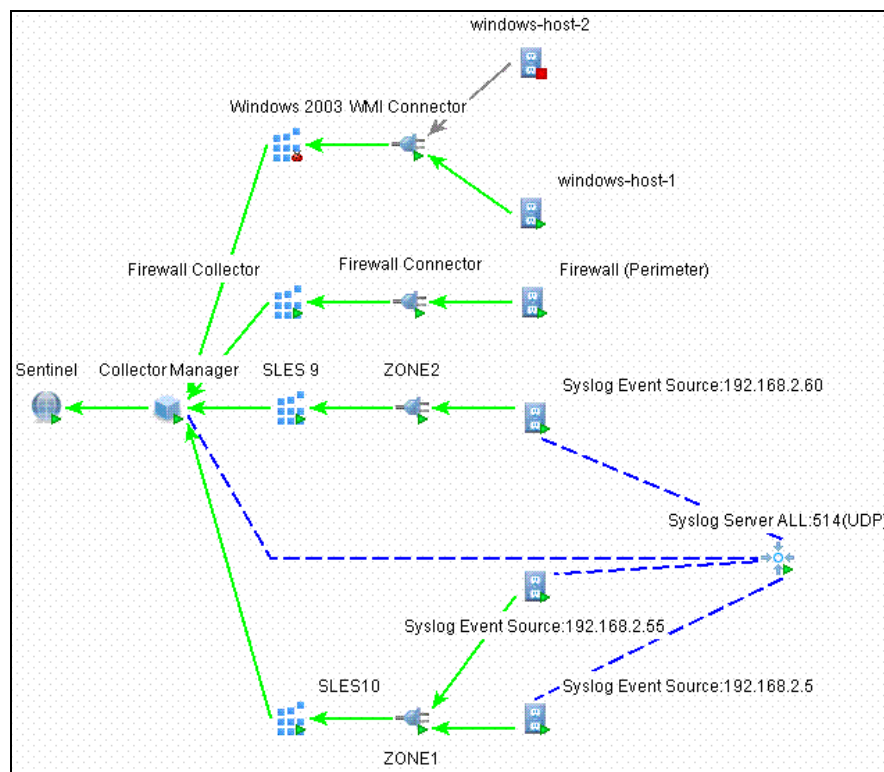 windows-host-2
Windows 2003 WMI Connector
windows-host-1
Firewall Collector
Firewall Connector
Firewall (Perimeter)
Sentinel
Collector Manager
SLES 9
ZONE2
Syslog Event Source:192.168.2.60
Syslog Server ALL:514(UDP)
Syslog Event Source:192.168.2.55
SLES10
Syslog Event Source:192.168.2.5
ZONE1